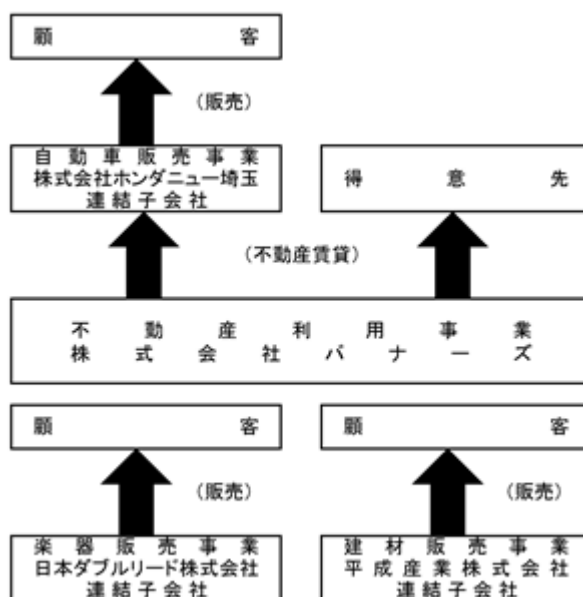 顧客
(販売)
自動車販売事業
株式会社ホンダニュー埼玉
連結子会社
得意先
(不動産賃貸)
不動産利用事業
株式会社バナーズ
顧客
顧客
(販売)
(販売)
楽器販売事業
日本ダブルリード株式会社
連結子会社
建材販売事業
平成産業株式会社
連結子会社